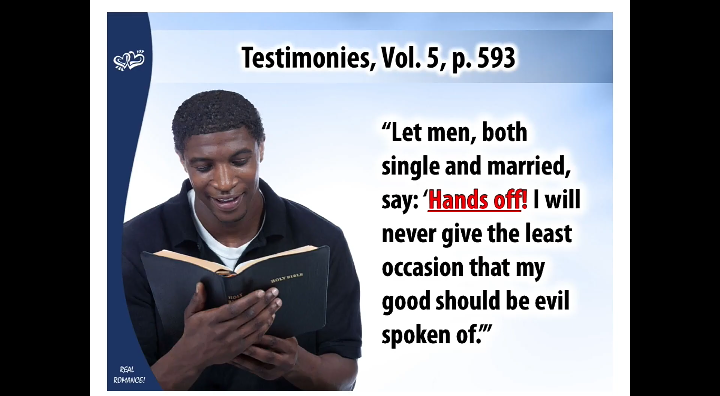 Testimonies, Vol. 5, p. 593
“Let men, both
single and married,
say: ‘Hands off! I will
never give the least
occasion that my
good should be evil
spoken of.’”
HOLY BIBLE
HOLY
REAL
ROMANCE!